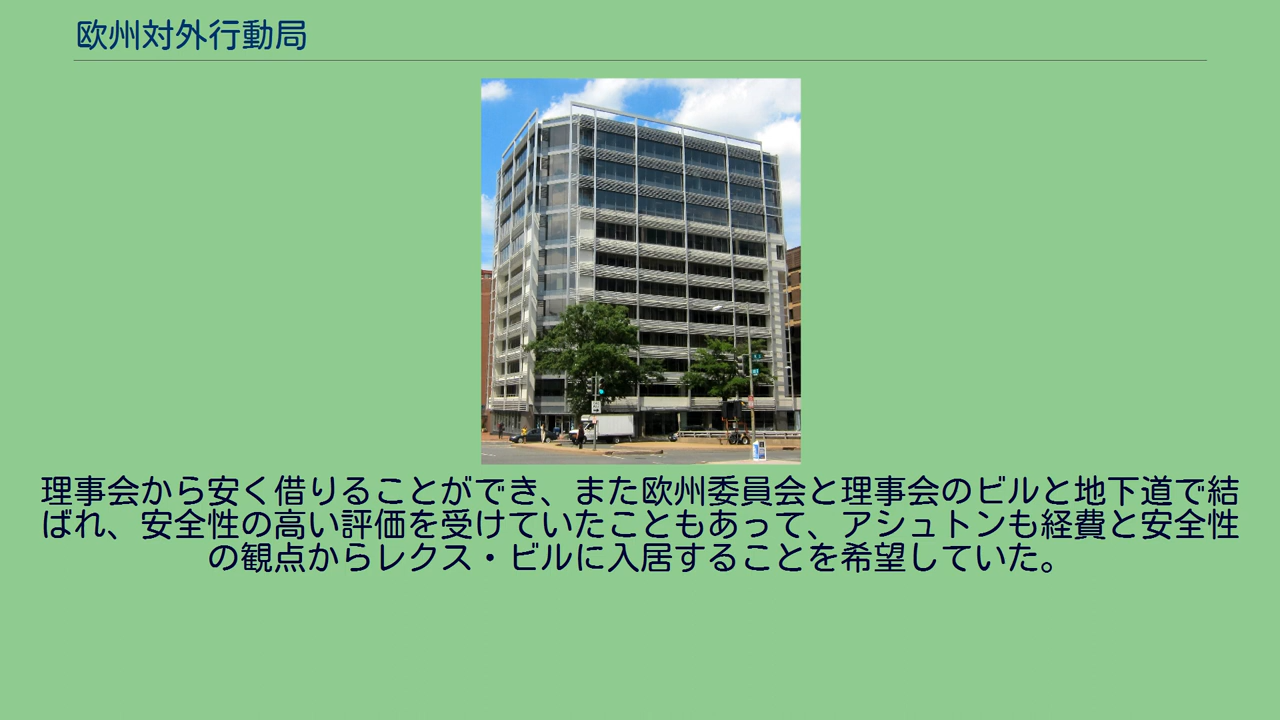 欧州対外行動局
理事会から安く借りることができ、また欧州委員会と理事会のビルと地下道で結
ばれ、安全性の高い評価を受けていたこともあって、アシュトンも経費と安全性
の観点からレクス・ビルに入居することを希望していた。